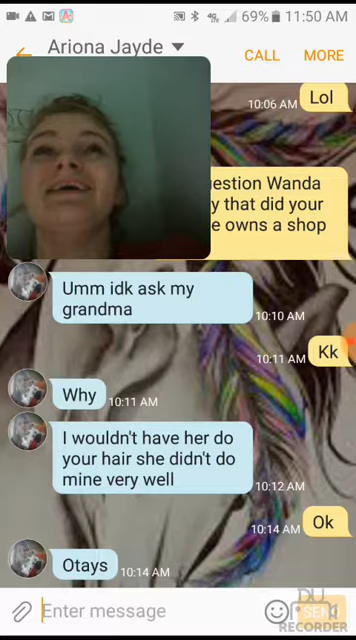 69% 11:50 AM
Ariona Jayde
CALL MORE
10:06 AM Lol
estion Wanda
y that did your
e owns a shop
Umm idk ask my
grandma
10:10 AM
10:11 AM Kk
Why 10:11 AM
I wouldn't have her do
your hair she didn't do
mine very well
10:12 AM
10:14 AM Ok
Otays 10:14 AM
Enter message
SEND
DU
RECORDER